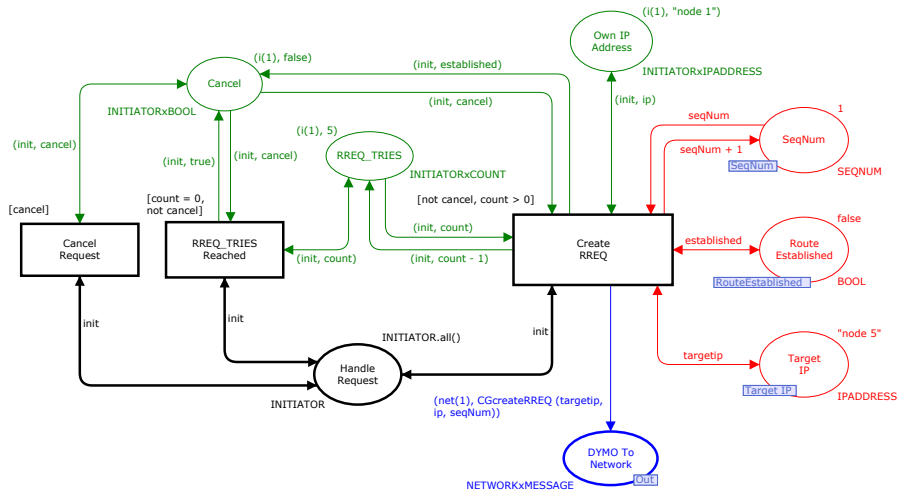 (i(1), "node 1")
Own IP
Address
INITIATORxIPADDRESS
(i(1), false)
Cancel
INITIATORxBOOL
(init, established)
(init, cancel)
(init, ip)
(init, cancel)
(init, true)
(init, cancel)
(i(1), 5)
RREQ_TRIES
INITIATORxCOUNT
1
seqNum
SeqNum
seqNum + 1
SeqNum
SEQNUM
[cancel]
[count = 0,
not cancel]
[not cancel, count > 0]
Cancel
Request
RREQ_TRIES
Reached
(init, count)
(init, count)
(init, count - 1)
Create
RREQ
false
established
Route
Established
RouteEstablished
BOOL
init
init
INITIATOR.all()
init
Handle
Request
INITIATOR
"node 5"
targetip
Target
IP
Target IP
IPADDRESS
(net(1), CGcreateRREQ (targetip,
ip, seqNum))
DYMO To
Network
Out
NETWORKxMESSAGE